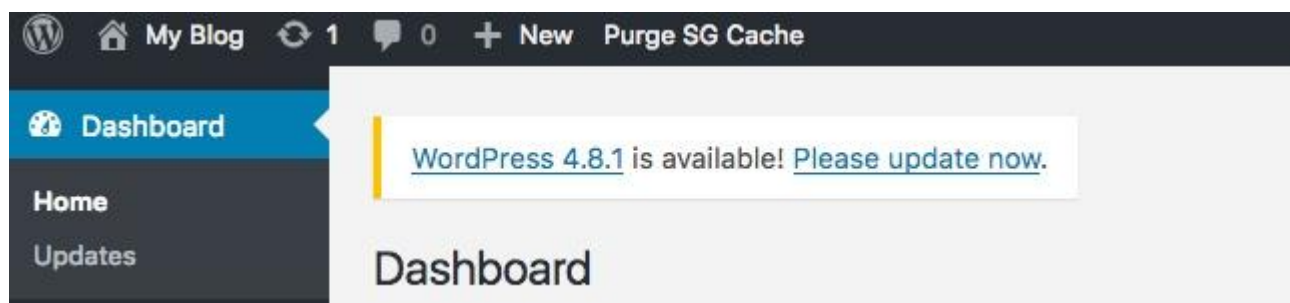 My Blog 1 0 + New Purge SG Cache
Dashboard
WordPress 4.8.1 is available! Please update now.
Home
Updates
Dashboard